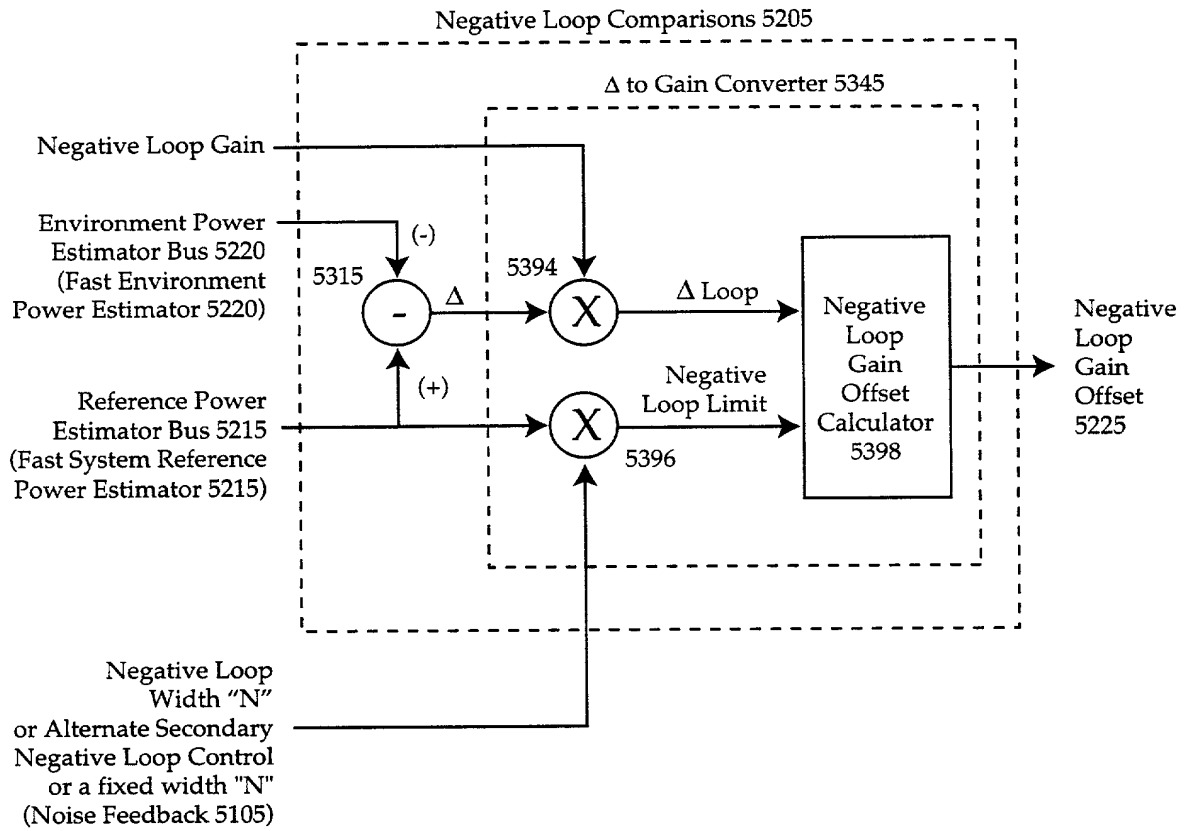 Negative Loop Comparisons 5205
Δ to Gain Converter 5345
Negative Loop Gain
Environment Power
Estimator Bus 5220
(Fast Environment
Power Estimator 5220)
(-)
5315
-
Δ
5394
X
Δ Loop
Reference Power
Estimator Bus 5215
(Fast System Reference
Power Estimator 5215)
(+)
X
5396
Negative
Loop Limit
Negative
Loop
Gain
Offset
Calculator
5398
Negative
Loop
Gain
Offset
5225
Negative Loop
Width “N”
or Alternate Secondary
Negative Loop Control
or a fixed width "N"
(Noise Feedback 5105)